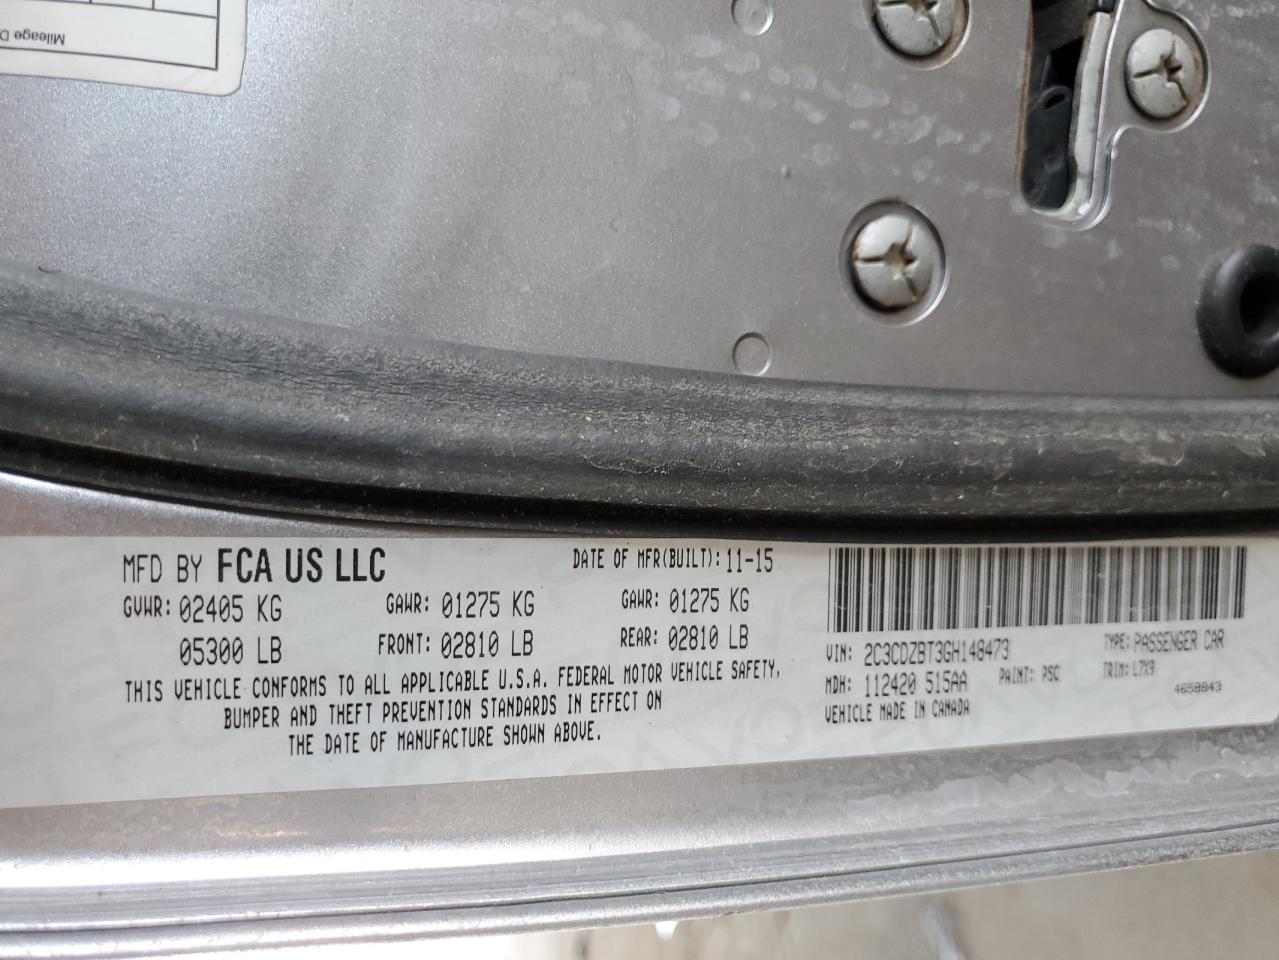 Mileage D
MFD BY FCA US LLC DATE OF MFR(BUILT): 11-15
GVWR: 02405 KG GAWR: 01275 KG GAWR: 01275 KG
05300 LB FRONT: 02810 LB REAR: 02810 LB
THIS VEHICLE CONFORMS TO ALL APPLICABLE U.S.A. FEDERAL MOTOR VEHICLE SAFETY,
BUMPER AND THEFT PREVENTION STANDARDS IN EFFECT ON
THE DATE OF MANUFACTURE SHOWN ABOVE.
VIN: 2C3CDZBT3GH148473 TYPE: PASSENGER CAR
MDH: 112420 515AA PAINT: PSC TRIM: L7X9
VEHICLE MADE IN CANADA 4658843